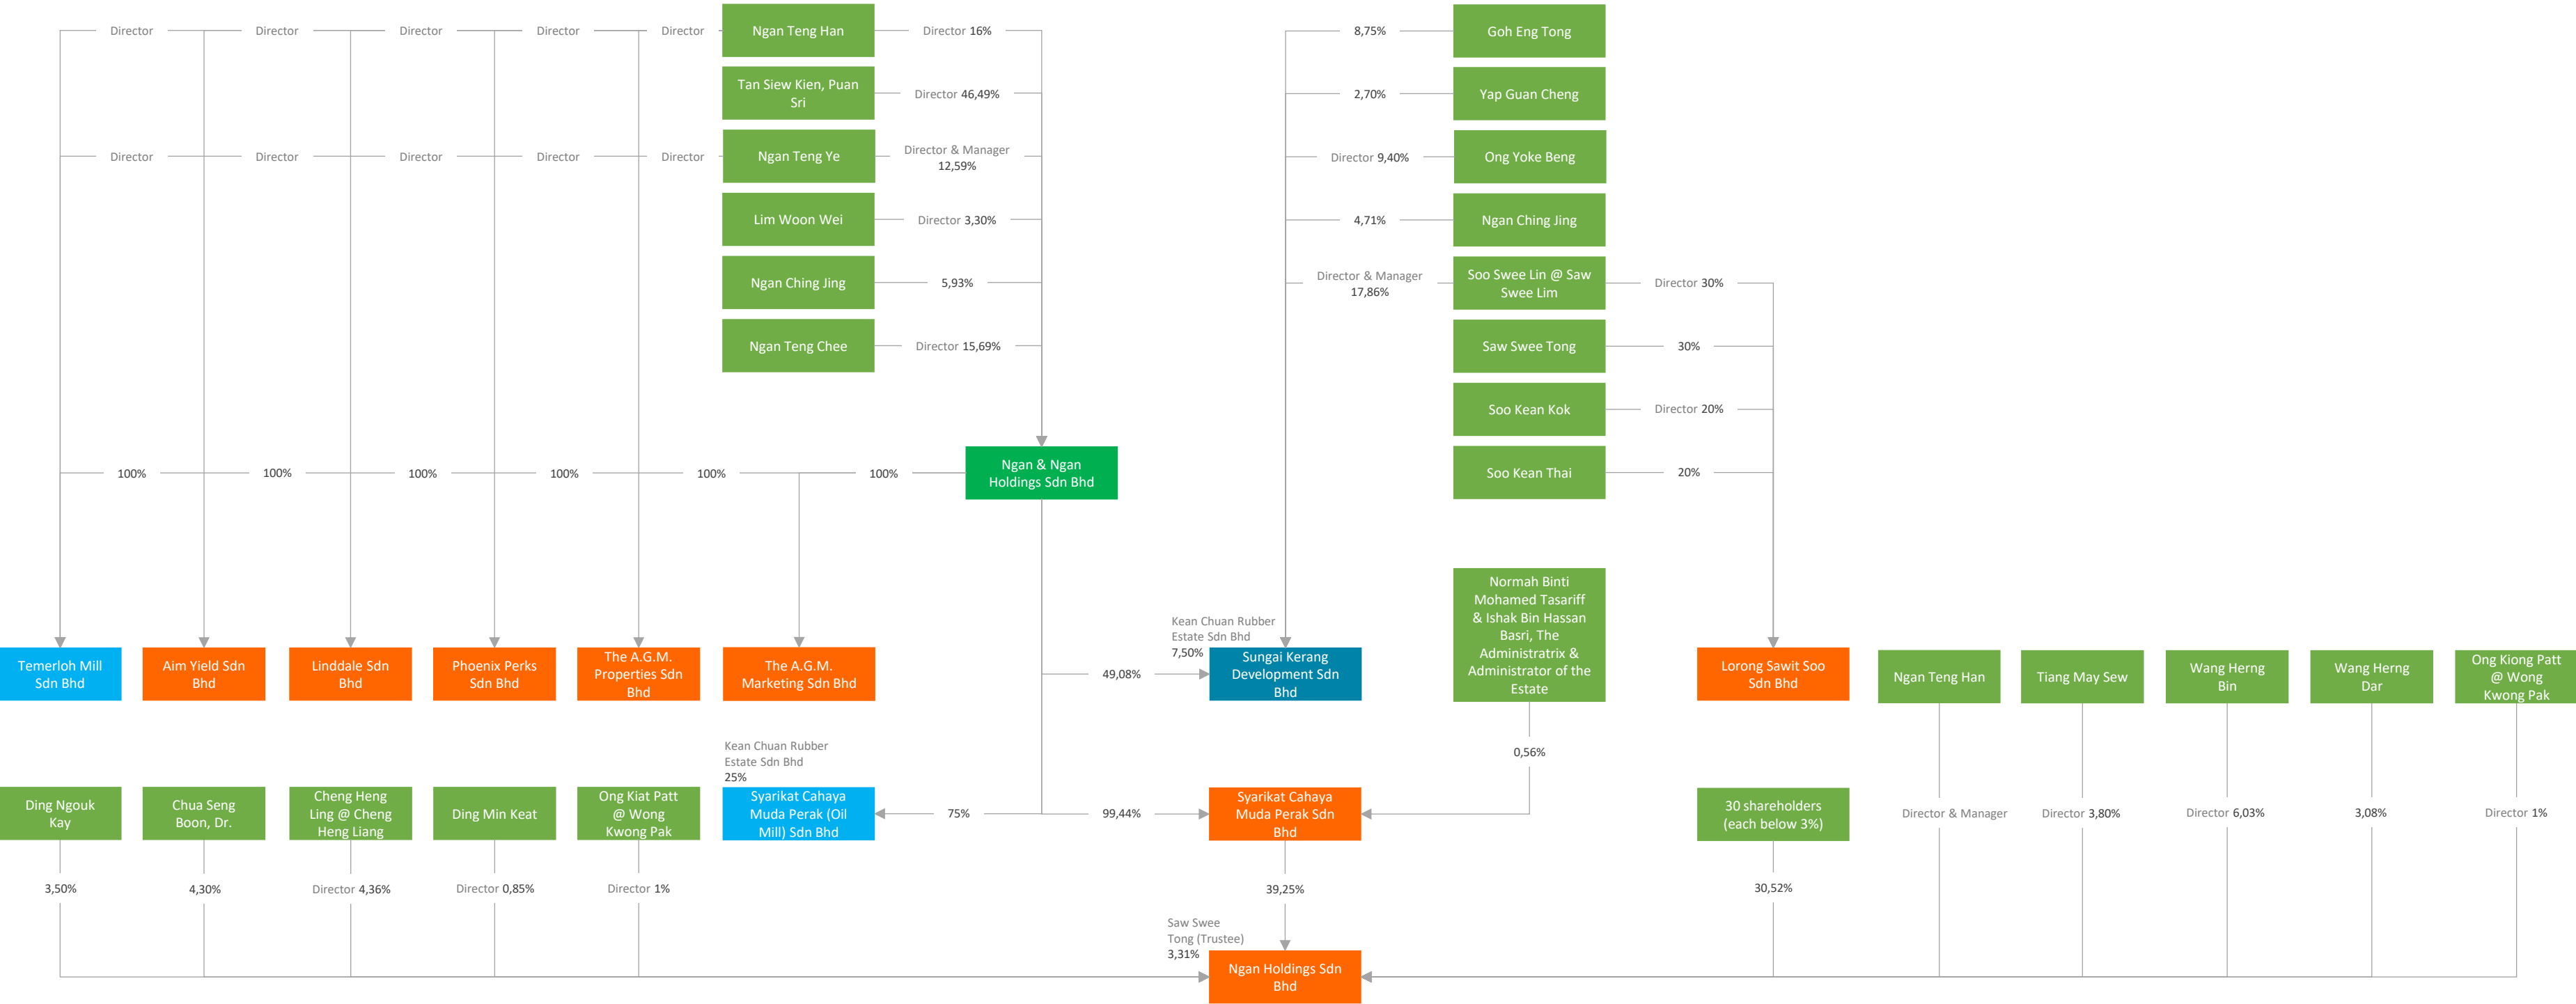 Director
Director
Director
Director
Director
Ngan Teng Han
Director 16%
8,75%
Goh Eng Tong
Tan Siew Kien, Puan
Sri
Director 46,49%
2,70%
Yap Guan Cheng
Director
Director
Director
Director
Director
Ngan Teng Ye
Director & Manager
12,59%
Director 9,40%
Ong Yoke Beng
Lim Woon Wei
Director 3,30%
4,71%
Ngan Ching Jing
Ngan Ching Jing
5,93%
Director & Manager
17,86%
Soo Swee Lin @ Saw
Swee Lim
Director 30%
Ngan Teng Chee
Director 15,69%
Saw Swee Tong
30%
Soo Kean Kok
Director 20%
100%
100%
100%
100%
100%
100%
Ngan & Ngan
Holdings Sdn Bhd
Soo Kean Thai
20%
Temerloh Mill
Sdn Bhd
Aim Yield Sdn
Bhd
Linddale Sdn
Bhd
Phoenix Perks
Sdn Bhd
The A.G.M.
Properties Sdn
Bhd
The A.G.M.
Marketing Sdn Bhd
49,08%
Kean Chuan Rubber
Estate Sdn Bhd
7,50%
Sungai Kerang
Development Sdn
Bhd
Normah Binti
Mohamed Tasariff
& Ishak Bin Hassan
Basri, The
Administratrix &
Administrator of the
Estate
Lorong Sawit Soo
Sdn Bhd
Ngan Teng Han
Tiang May Sew
Wang Herng
Bin
Wang Herng
Dar
Ong Kiong Patt
@ Wong
Kwong Pak
0,56%
Ding Ngouk
Kay
Chua Seng
Boon, Dr.
Cheng Heng
Ling @ Cheng
Heng Liang
Ding Min Keat
Ong Kiat Patt
@ Wong
Kwong Pak
Kean Chuan Rubber
Estate Sdn Bhd
25%
Syarikat Cahaya
Muda Perak (Oil
Mill) Sdn Bhd
75%
99,44%
Syarikat Cahaya
Muda Perak Sdn
Bhd
30 shareholders
(each below 3%)
Director & Manager
Director 3,80%
Director 6,03%
3,08%
Director 1%
3,50%
4,30%
Director 4,36%
Director 0,85%
Director 1%
39,25%
30,52%
Saw Swee
Tong (Trustee)
3,31%
Ngan Holdings Sdn
Bhd